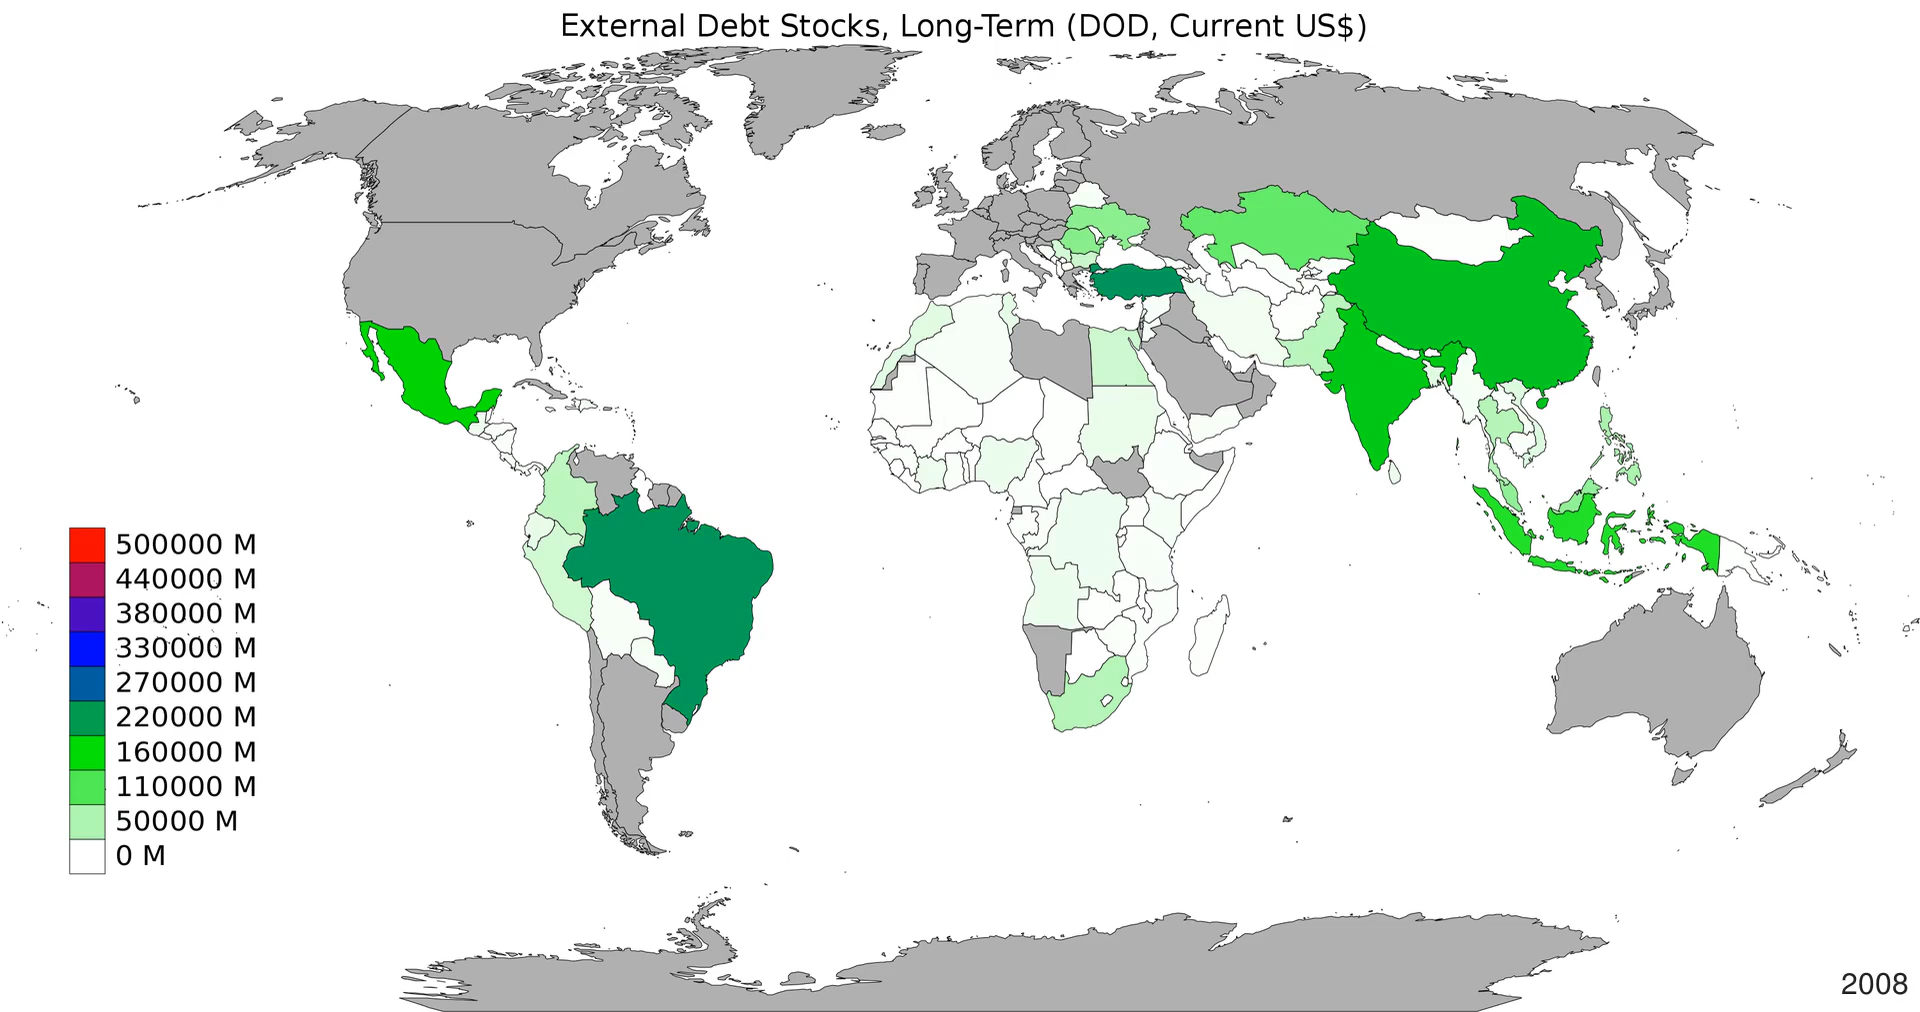 External Debt Stocks, Long-Term (DOD, Current US$)
500000 M
440000 M
380000 M
330000 M
270000 M
220000 M
160000 M
110000 M
50000 M
0 M
2008